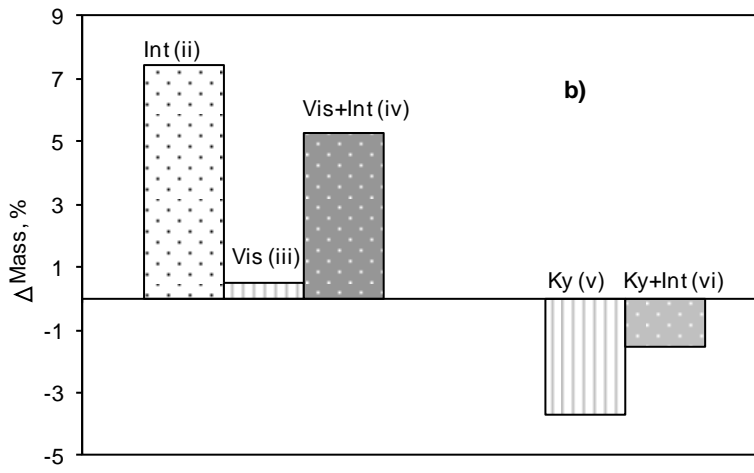 9
Int (ii)
7
b)
Vis+Int (iv)
5
Δ Mass, %
3
Vis (iii)
1
Ky (v) Ky+Int (vi)
-1
-3
-5